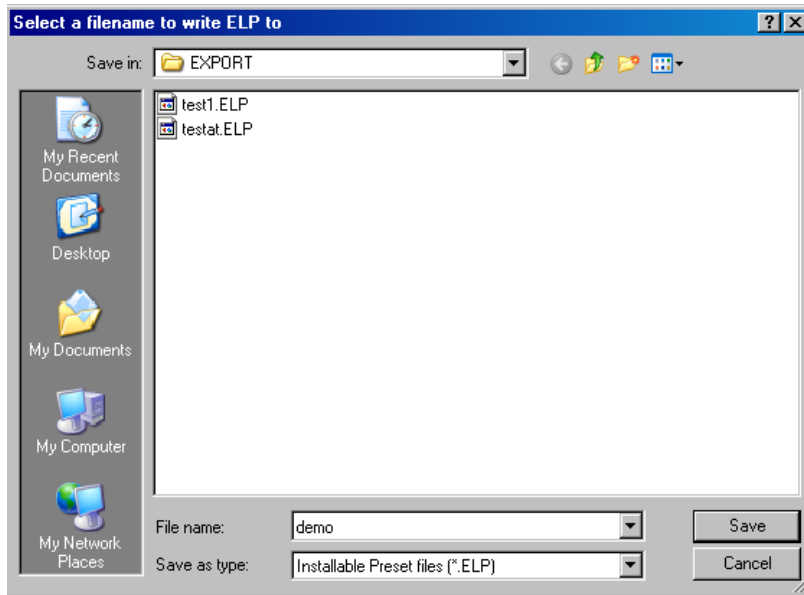 Select a filename to write ELP to
Save in:
EXPORT
test1.ELP
testat.ELP
My Recent
Documents
Desktop
My Documents
My Computer
My Network
Places
File name:
demo
Save
Save as type:
Installable Preset files (*.ELP)
Cancel